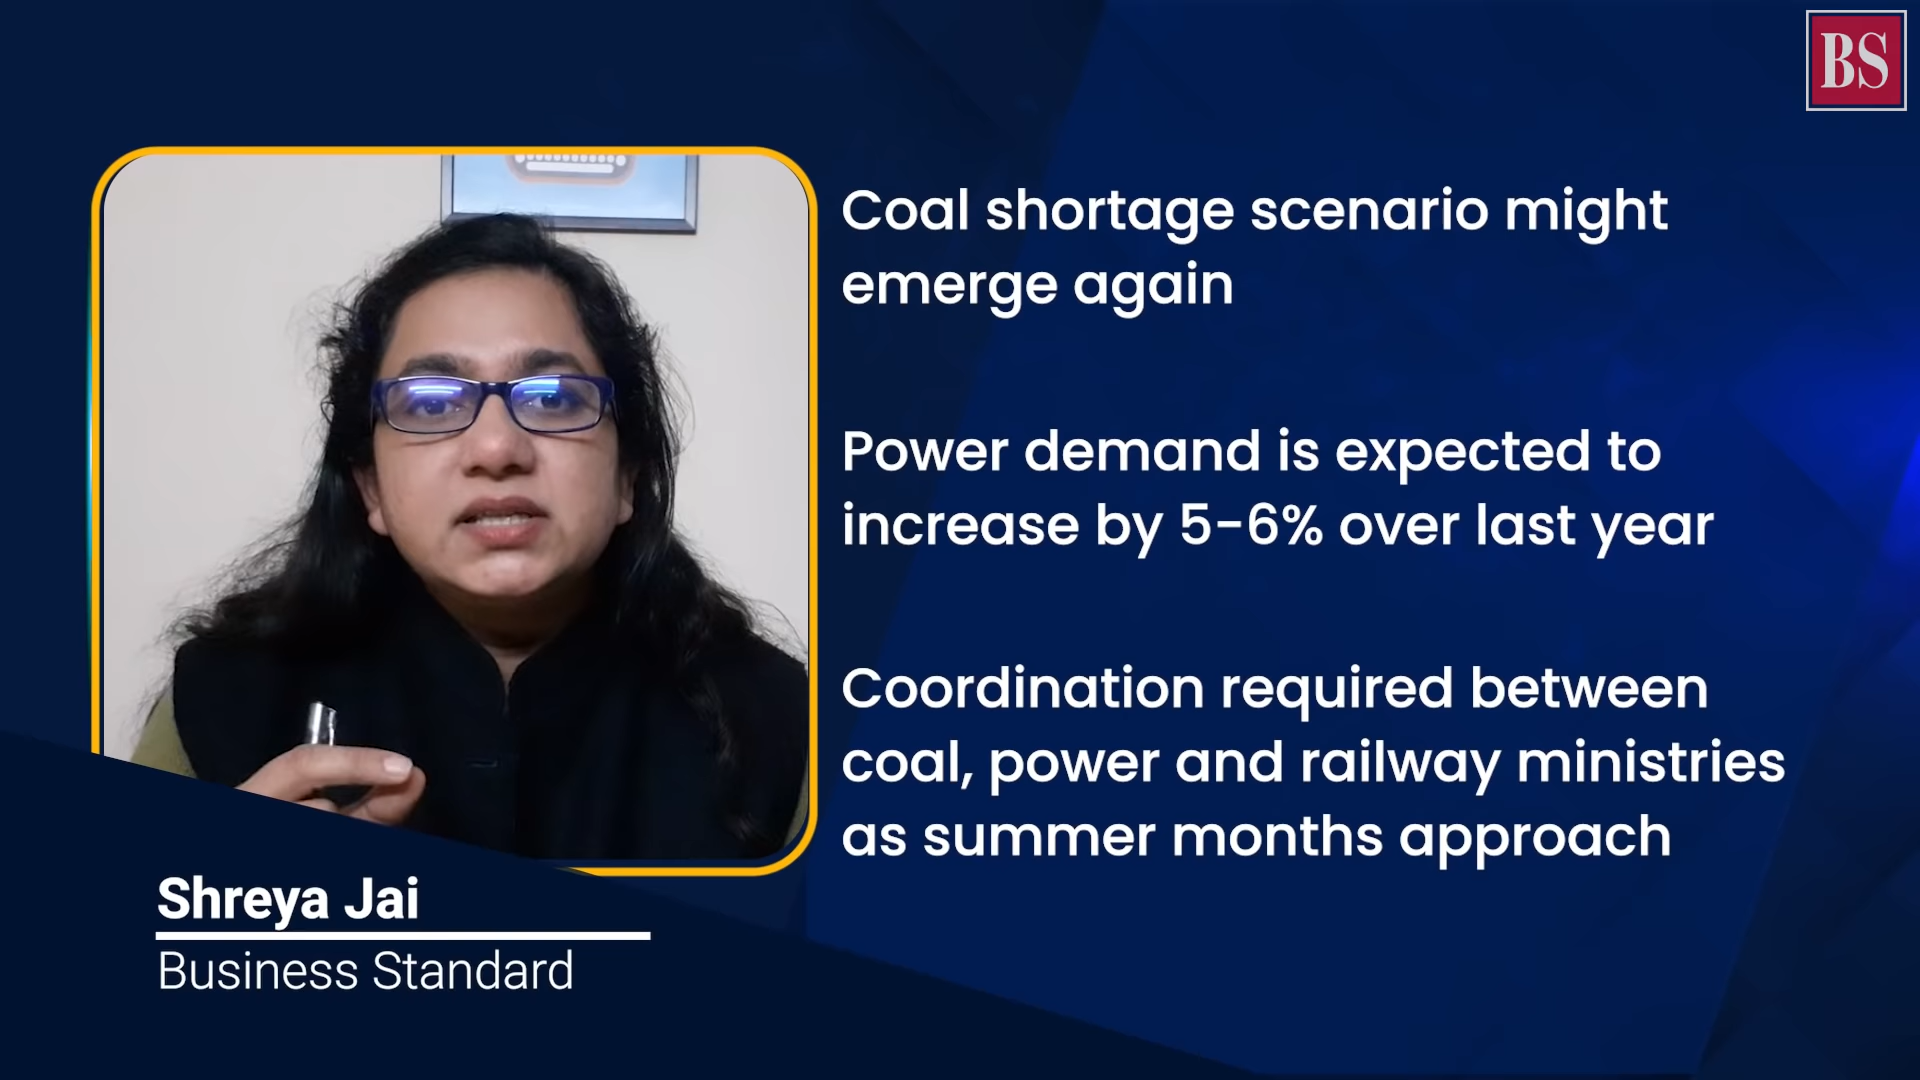 BS
Coal shortage scenario might
emerge again
Power demand is expected to
increase by 5-6% over last year
Coordination required between
coal, power and railway ministries
as summer months approach
Shreya Jai
Business Standard